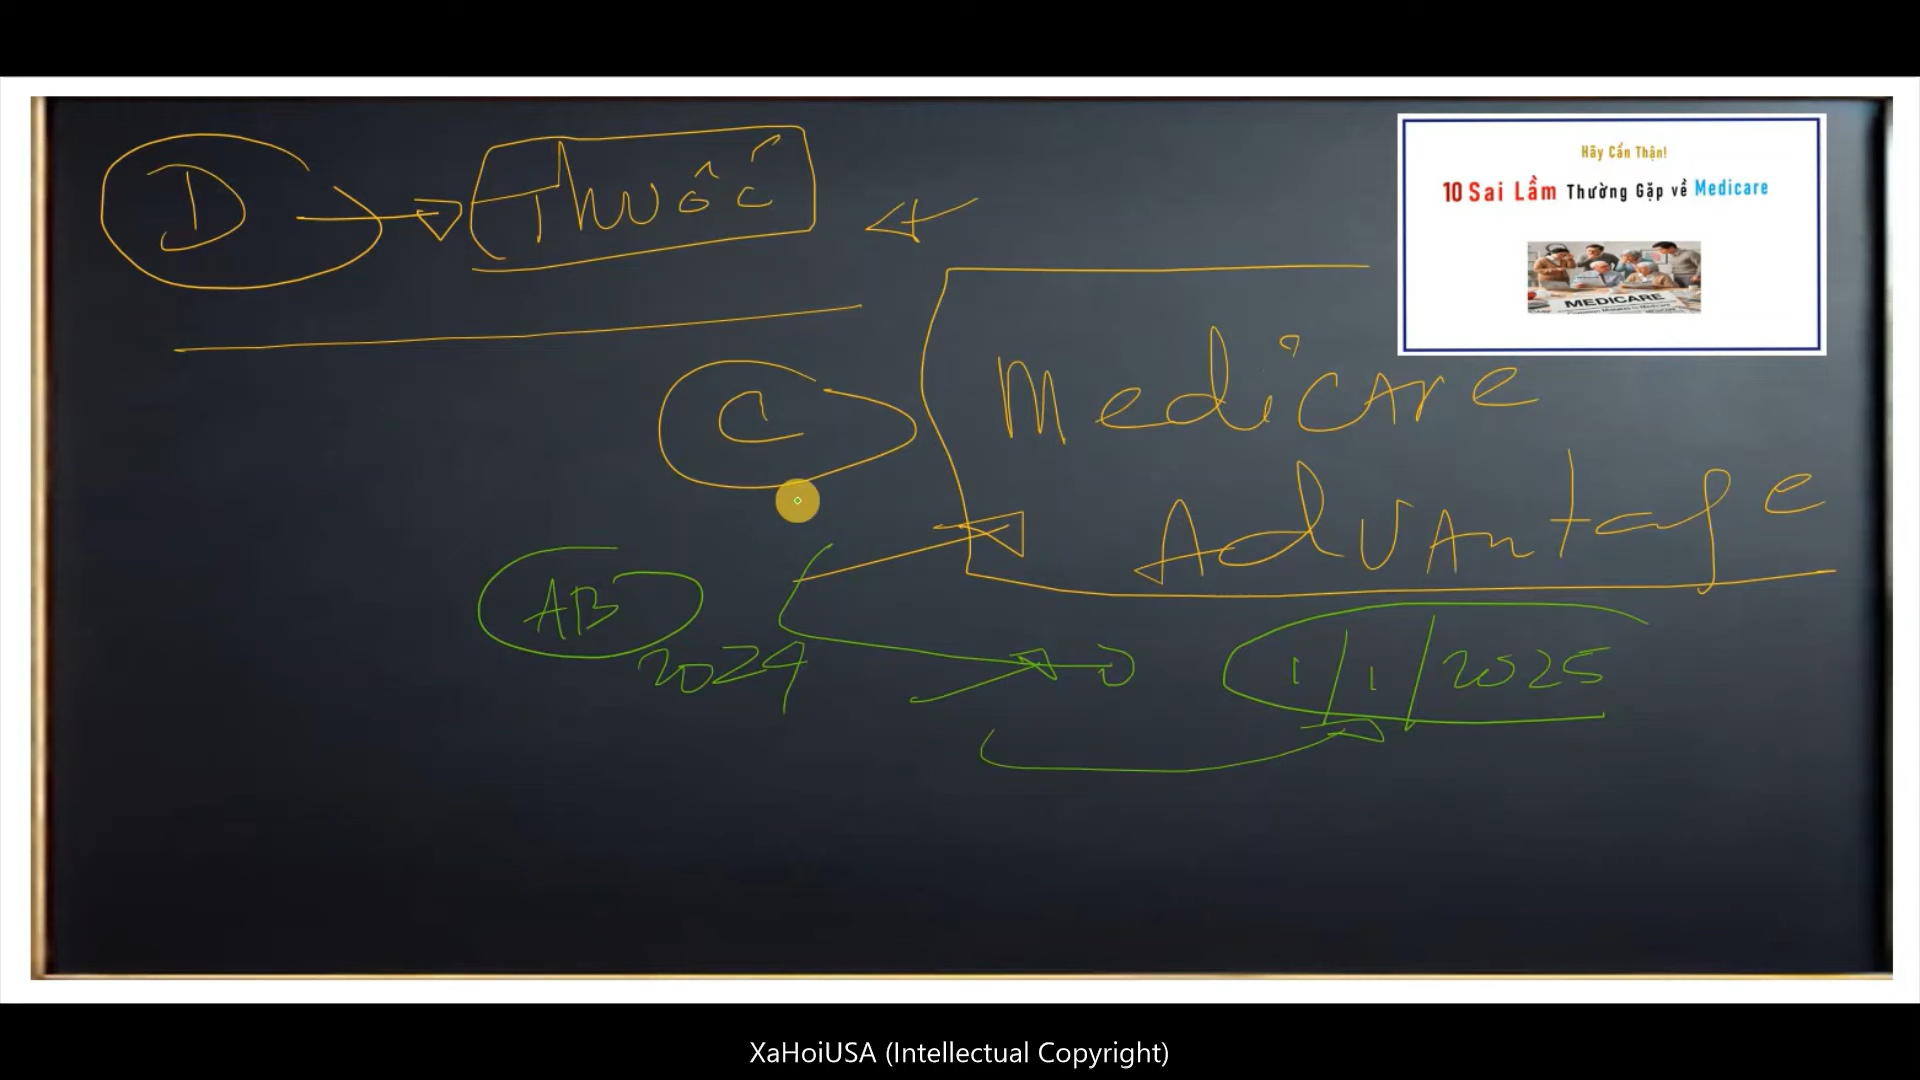 D Thuốc
Hãy Cẩn Thận!
10 Sai Lầm Thường Gặp về Medicare
MEDICARE
C Medicare
Advantage
AB
2024
1/1/2025
XaHoiUSA (Intellectual Copyright)